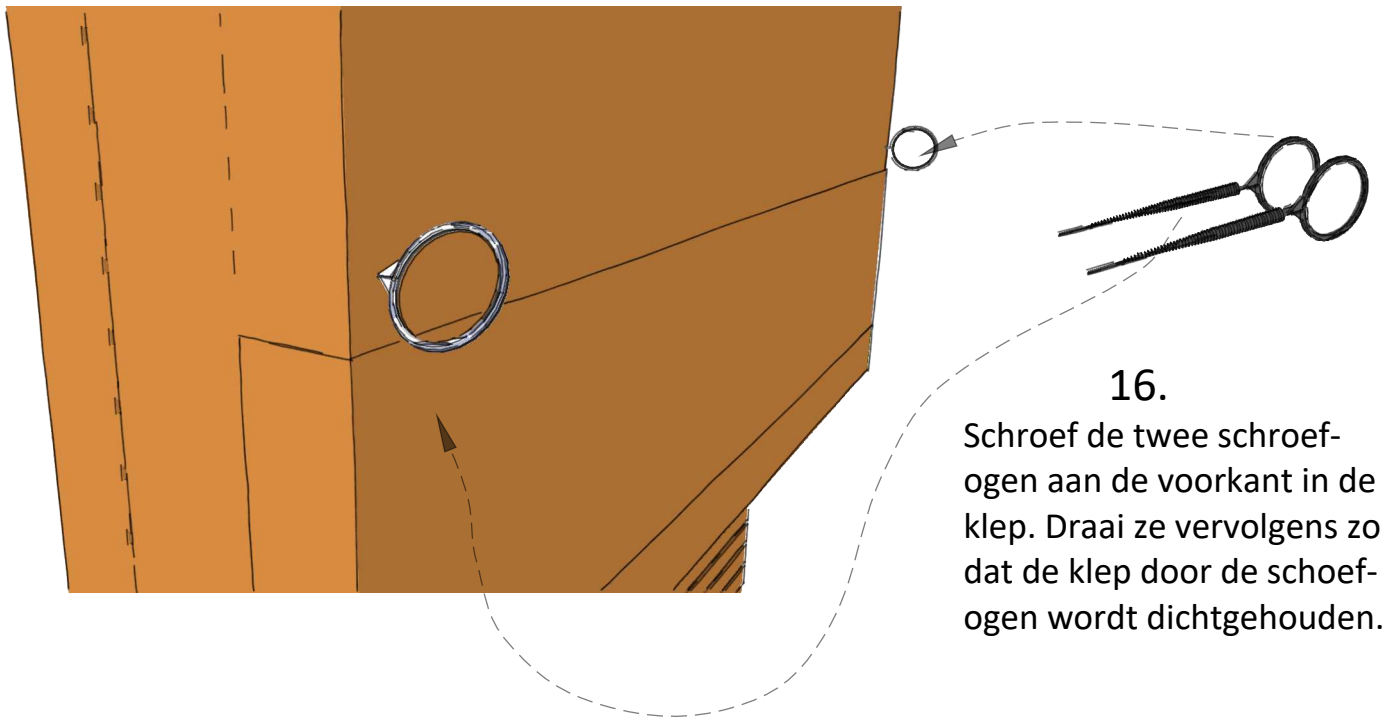 16.
Schroef de twee schroef-
ogen aan de voorkant in de
klep. Draai ze vervolgens zo
dat de klep door de schoef-
ogen wordt dichtgehouden.